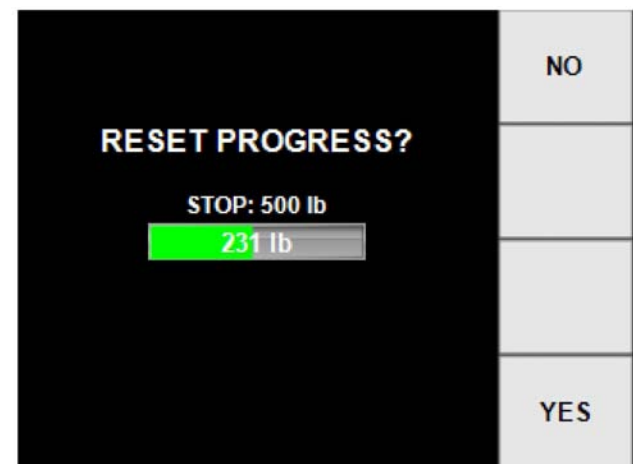 NO
RESET PROGRESS?
STOP: 500 lb
231 lb
YES